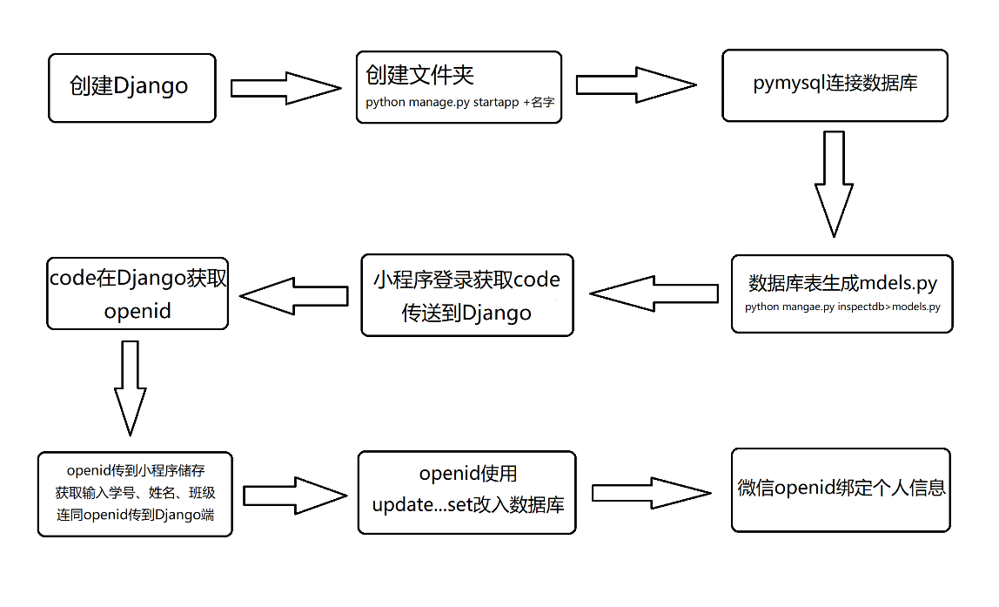 创建Django
创建文件夹
python manage.py startapp +名字
pymysql连接数据库
数据库表生成mdels.py
python mangae.py inspectdb>models.py
小程序登录获取code
传送到Django
code在Django获取
openid
openid传到小程序储存
获取输入学号、姓名、班级
连同openid传到Django端
openid使用
update...set改入数据库
微信openid绑定个人信息